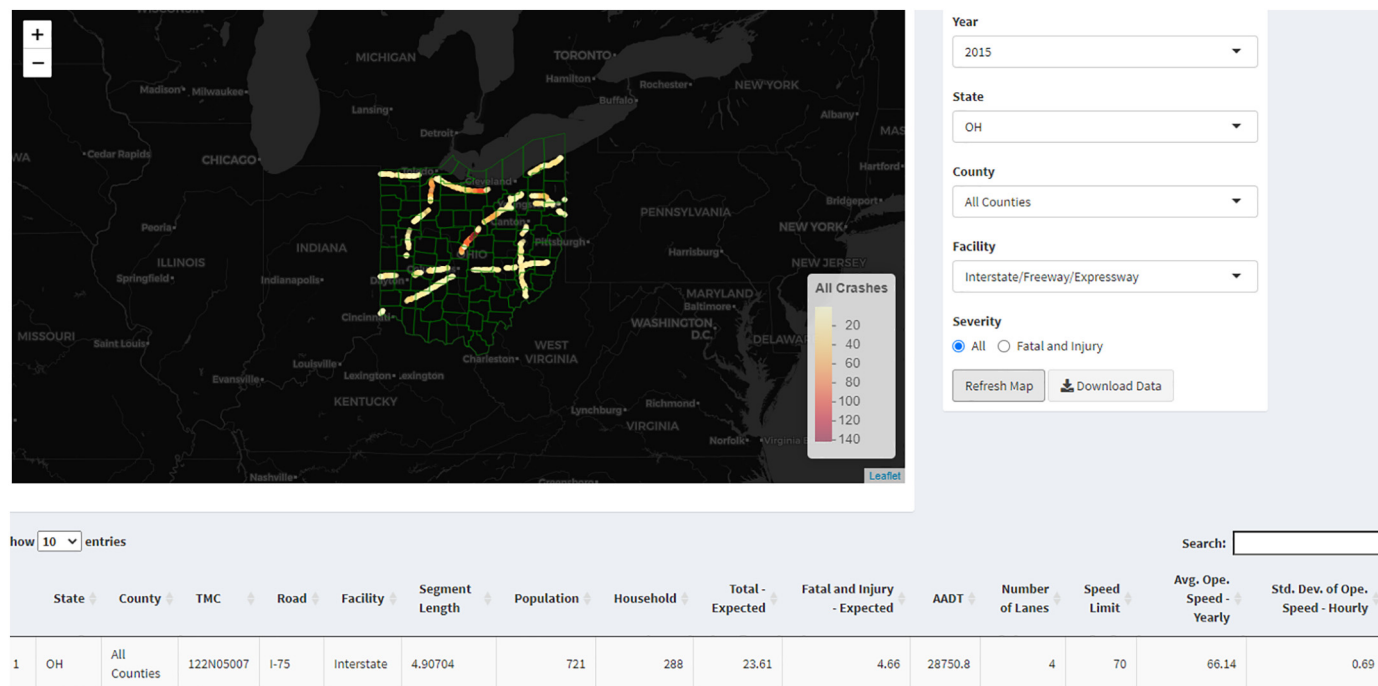 +
−
WISCONSIN
MICHIGAN
TORONTO
Hamilton
Rochester
NEW YORK
Madison
Milwaukee
Lansing
Buffalo
Albany
MAS
Detroit
WA
Cedar Rapids
CHICAGO
Hartford
Toledo
Cleveland
PENNSYLVANIA
Bridgeport
Peoria
Canton
NEW YORK
INDIANA
Pittsburgh
Harrisburg
ILLINOIS
OHIO
NEW JERSEY
Springfield
Indianapolis
Dayton
MARYLAND
Baltimore
Cincinnati
WASHINGTON,
D.C.
DELAWA
MISSOURI
Saint Louis
WEST
VIRGINIA
Charleston
Louisville
Evansville
Lexington
KENTUCKY
Lynchburg
Richmond
VIRGINIA
Norfolk
Virginia B
Nashville
Greensboro
All Crashes
20
40
60
80
100
120
140
Leaflet
Year
2015
State
OH
County
All Counties
Facility
Interstate/Freeway/Expressway
Severity
All Fatal and Injury
Refresh Map Download Data
how 10 entries
Search:
State County TMC Road Facility Segment Length Population Household Total - Expected Fatal and Injury - Expected AADT Number of Lanes Speed Limit Avg. Ope. Speed - Yearly Std. Dev. of Ope. Speed - Hourly
1 OH All Counties 122N05007 I-75 Interstate 4.90704 721 288 23.61 4.66 28750.8 4 70 66.14 0.69